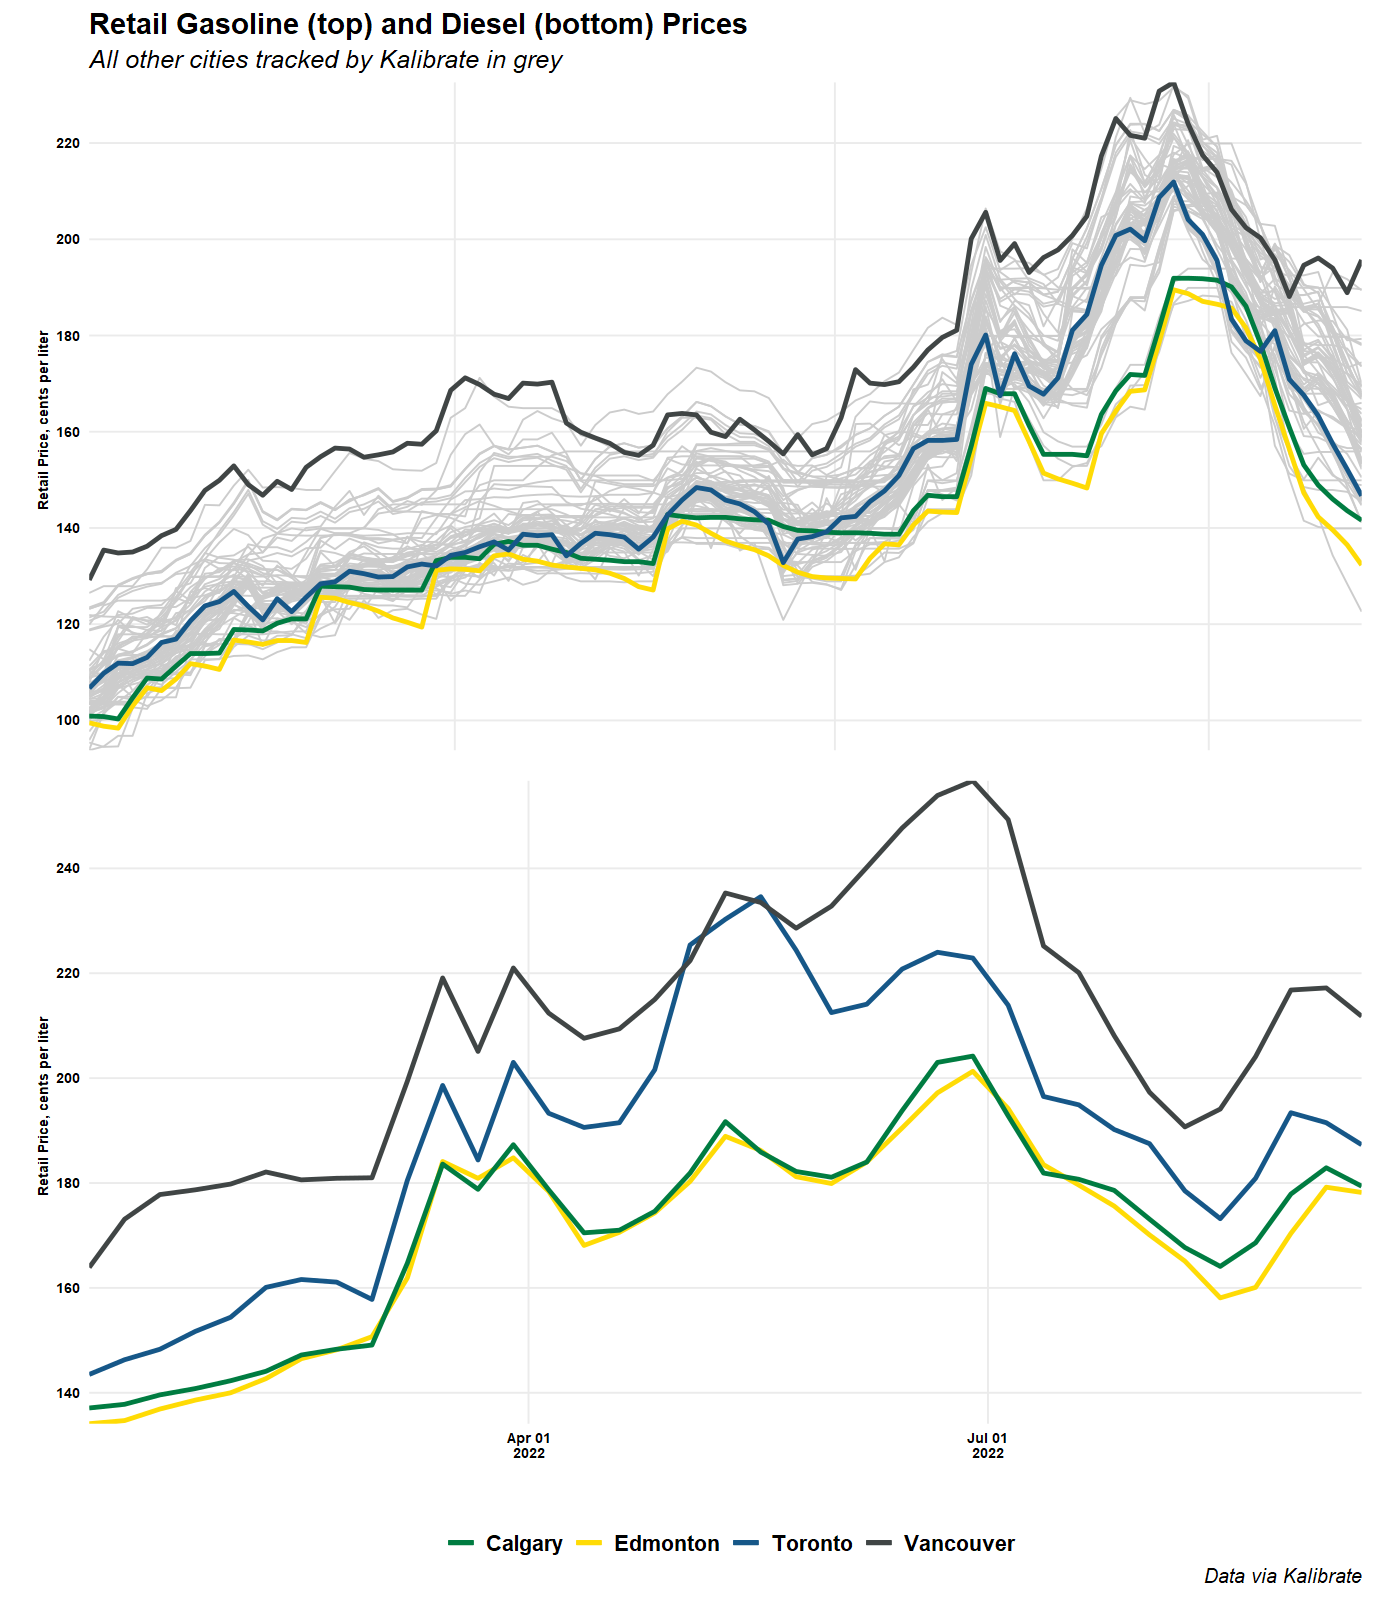 Retail Gasoline (top) and Diesel (bottom) Prices
All other cities tracked by Kalibrate in grey
Retail Price, cents per liter
220
200
180
160
140
120
100
Retail Price, cents per liter
240
220
200
180
160
140
Apr 01
2022
Jul 01
2022
Calgary Edmonton Toronto Vancouver
Data via Kalibrate